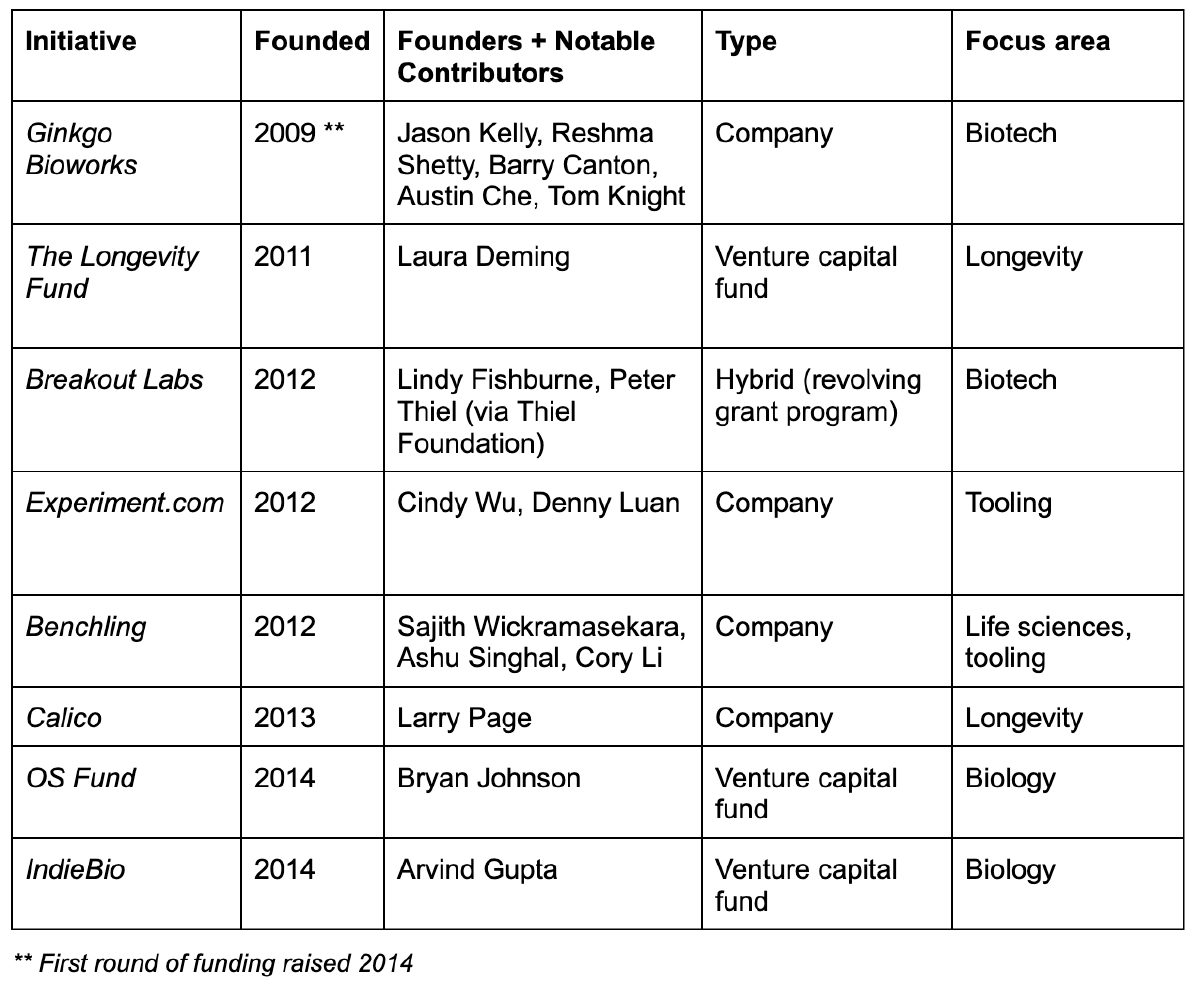 Initiative Founded Founders + Notable Contributors Type Focus area
Ginkgo Bioworks 2009 ** Jason Kelly, Reshma Shetty, Barry Canton, Austin Che, Tom Knight Company Biotech
The Longevity Fund 2011 Laura Deming Venture capital fund Longevity
Breakout Labs 2012 Lindy Fishburne, Peter Thiel (via Thiel Foundation) Hybrid (revolving grant program) Biotech
Experiment.com 2012 Cindy Wu, Denny Luan Company Tooling
Benchling 2012 Sajith Wickramasekara, Ashu Singhal, Cory Li Company Life sciences, tooling
Calico 2013 Larry Page Company Longevity
OS Fund 2014 Bryan Johnson Venture capital fund Biology
IndieBio 2014 Arvind Gupta Venture capital fund Biology
** First round of funding raised 2014